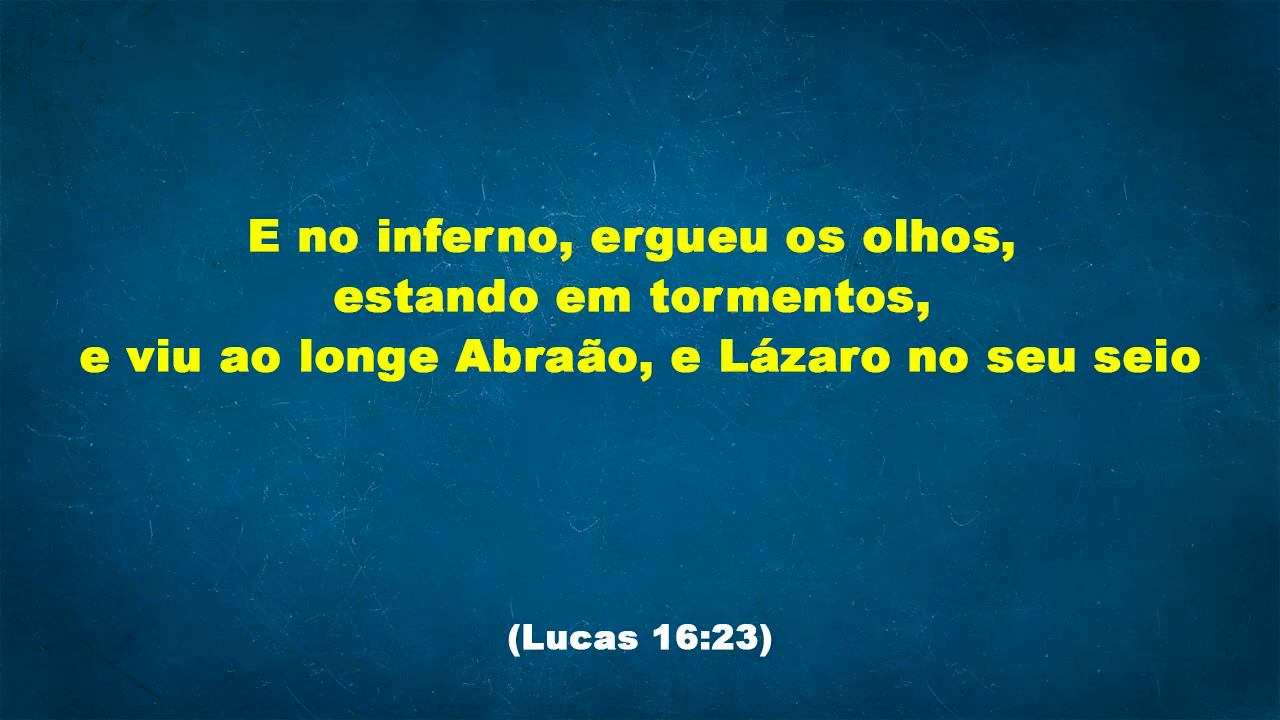 E no inferno, ergueu os olhos,
estando em tormentos,
e viu ao longe Abraão, e Lázaro no seu seio
(Lucas 16:23)